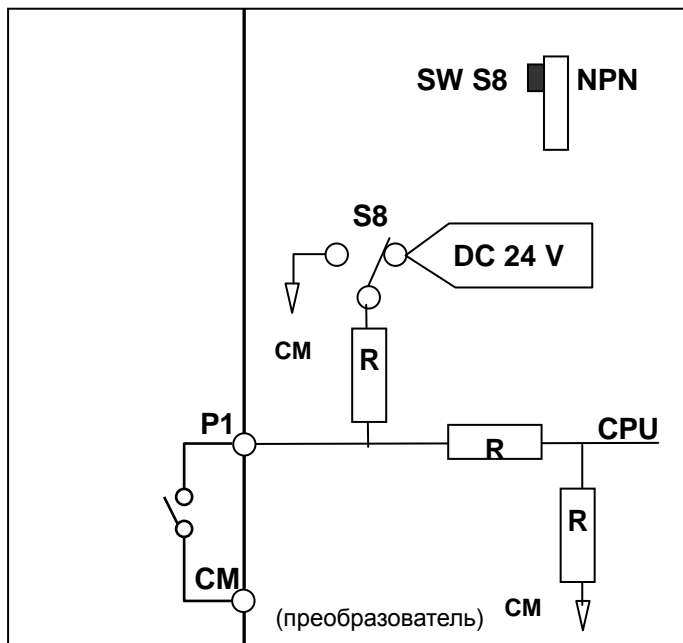 SW S8 NPN
S8
DC 24 V
CM
R
P1
R
CPU
R
CM
(преобразователь)
CM